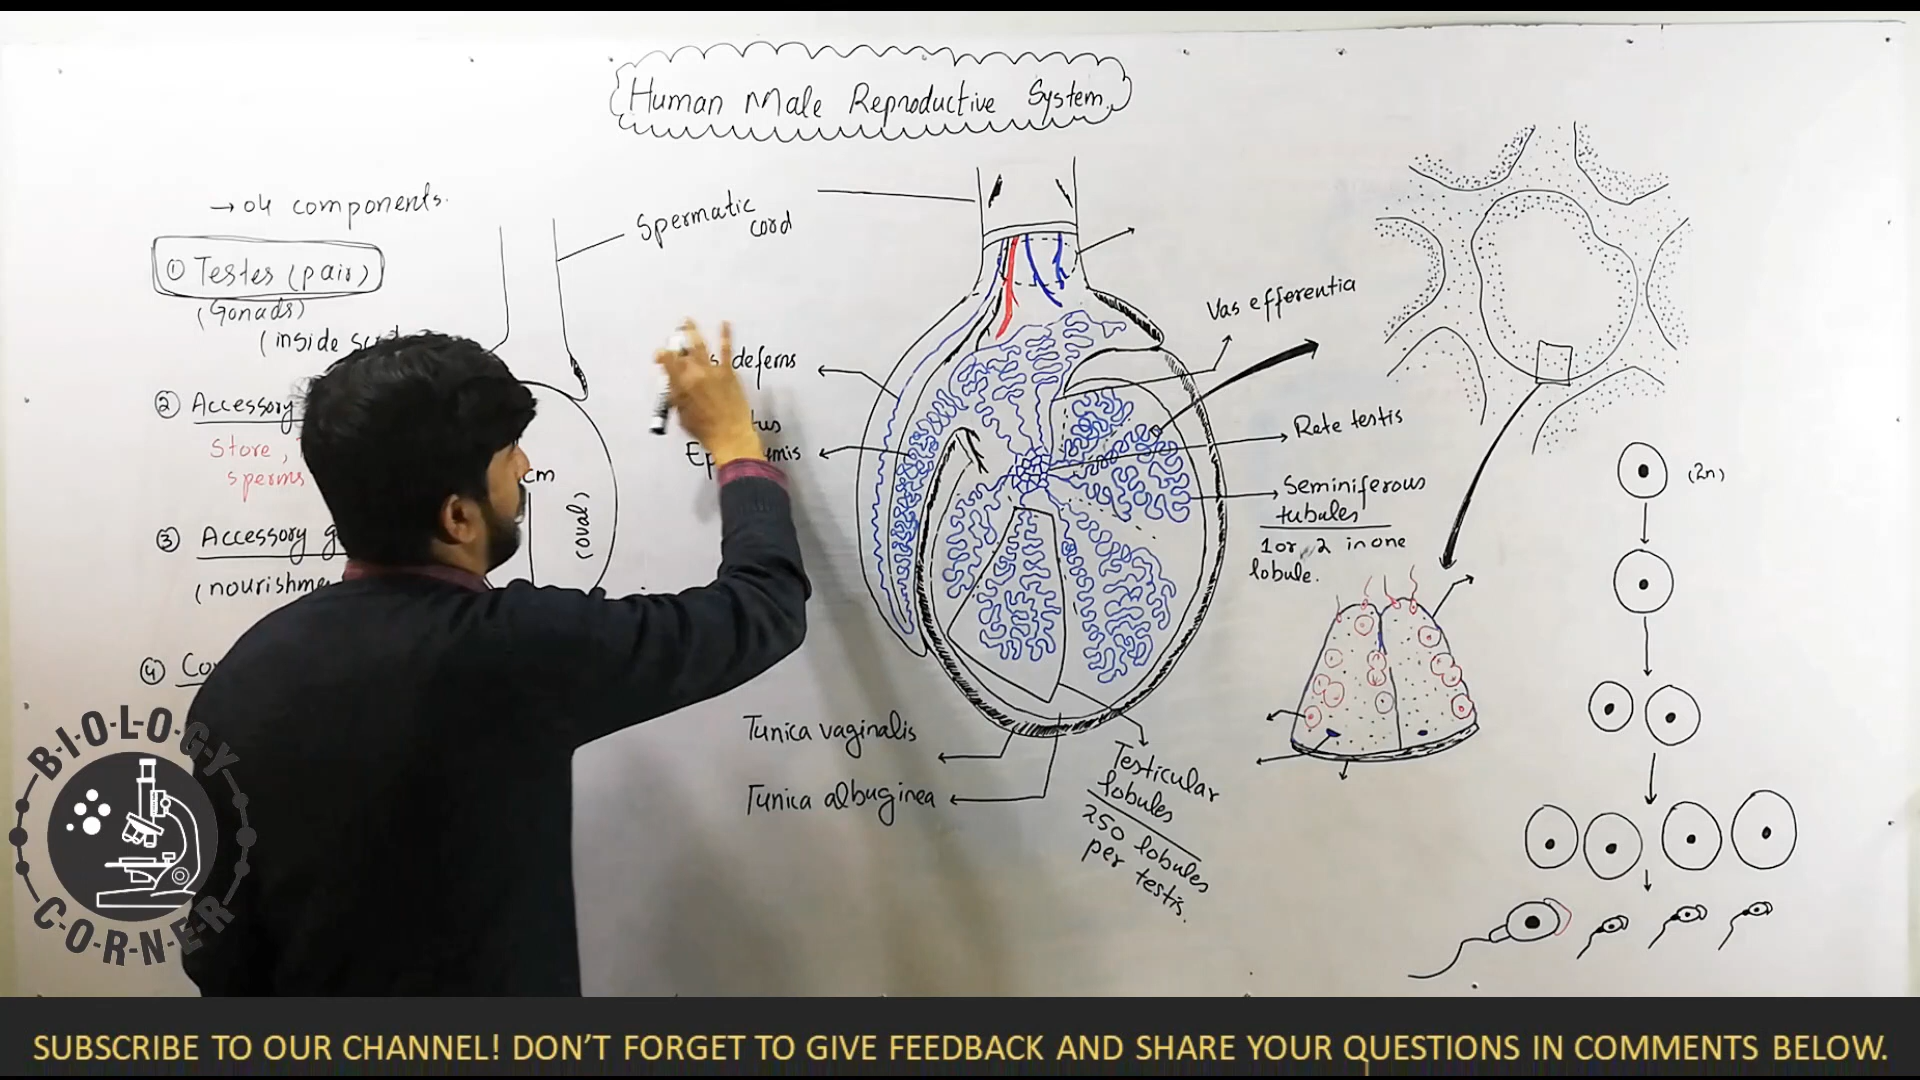 Human Male Reproductive System
→ 04 components.
① Testes (pair)
(Gonads)
(inside
② Accessory
Store,
sperms
③ Accessory g
(nourishme
④ Co
Spermatic
cord
cm
(oval)
deferns
Ep
mis
Tunica vaginalis
Tunica albuginea
Testicular
lobules
250 lobules
per testis.
Vas efferentia
Rete testis
Seminiferous
tubules
1 or 2 in one
lobule.
(2n)
BIOLOGY
CORNER
SUBSCRIBE TO OUR CHANNEL! DON'T FORGET TO GIVE FEEDBACK AND SHARE YOUR QUESTIONS IN COMMENTS BELOW.